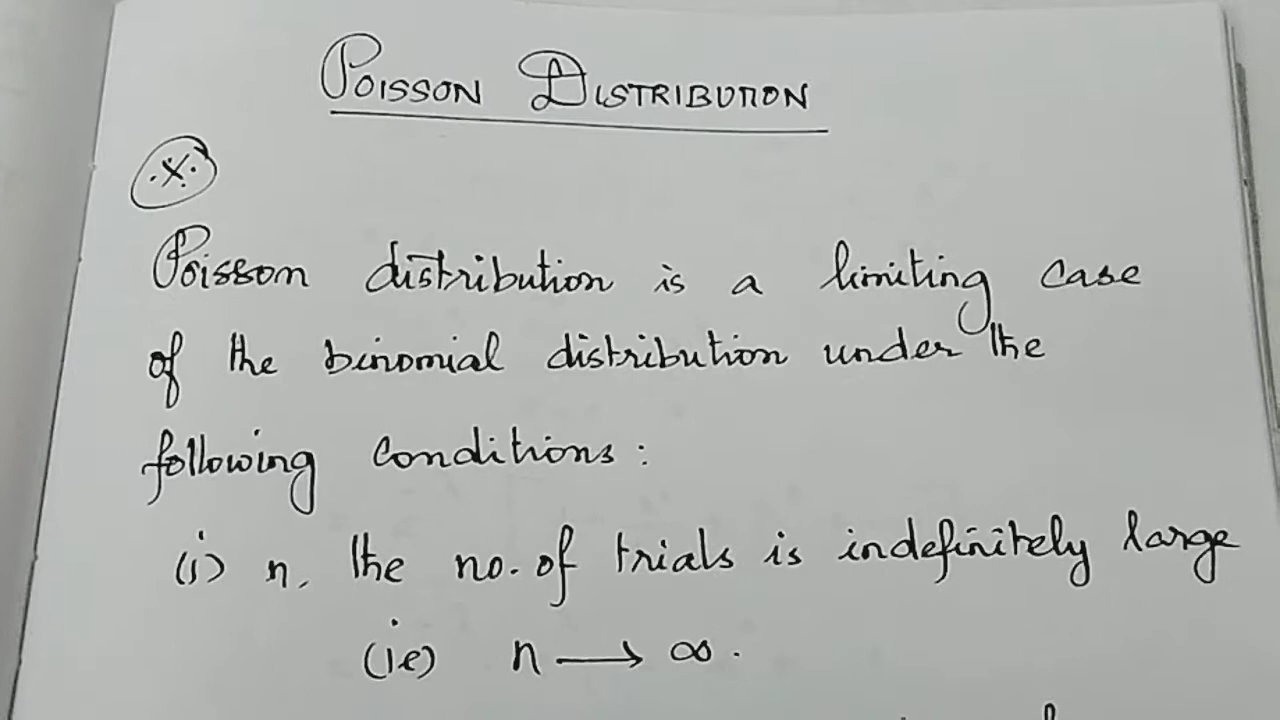 POISSON DISTRIBUTION
Poisson distribution is a limiting case
of the binomial distribution under the
following conditions:
(i) n, the no. of trials is indefinitely large
(ie) n ⟶ ∞.